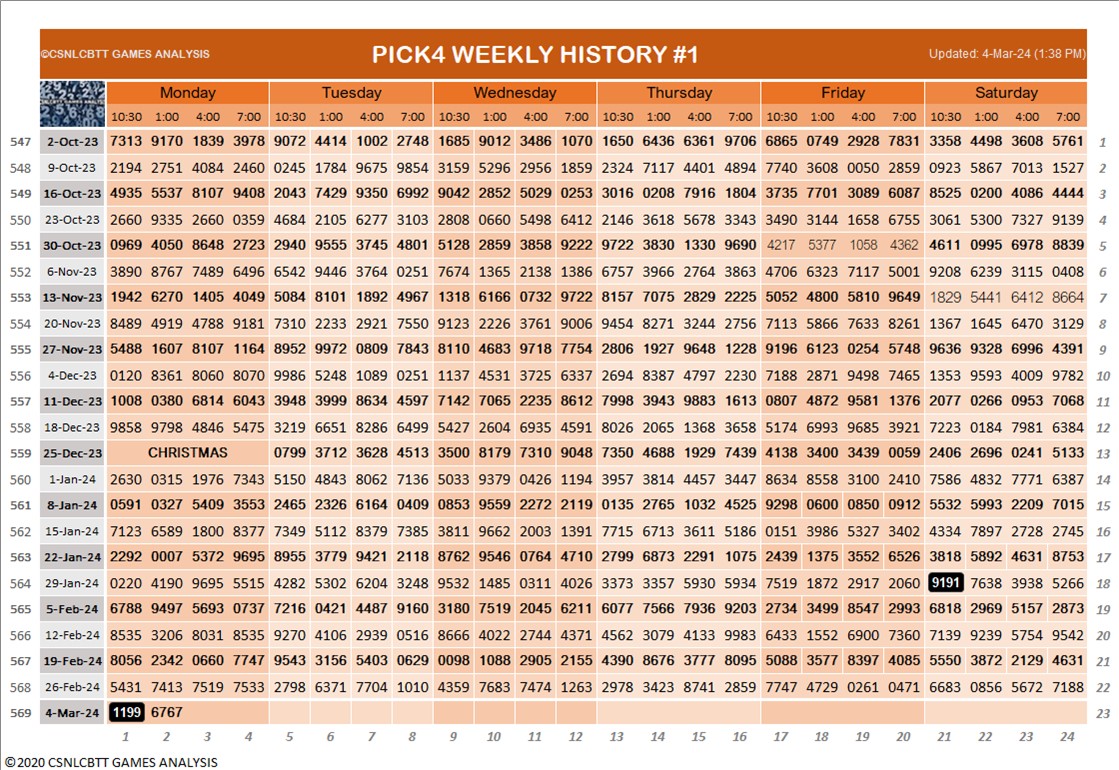 ©CSNLCBTT GAMES ANALYSIS PICK4 WEEKLY HISTORY #1 Updated: 4-Mar-24 (1:38 PM)
Monday Tuesday Wednesday Thursday Friday Saturday
10:30 1:00 4:00 7:00 10:30 1:00 4:00 7:00 10:30 1:00 4:00 7:00 10:30 1:00 4:00 7:00 10:30 1:00 4:00 7:00 10:30 1:00 4:00 7:00
547 2-Oct-23 7313 9170 1839 3978 9072 4414 1002 2748 1685 9012 3486 1070 1650 6436 6361 9706 6865 0749 2928 7831 3358 4498 3608 5761 1
548 9-Oct-23 2194 2751 4084 2460 0245 1784 9675 9854 3159 5296 2956 1859 2324 7117 4401 4894 7740 3608 0050 2859 0923 5867 7013 1527 2
549 16-Oct-23 4935 5537 8107 9408 2043 7429 9350 6992 9042 2852 5029 0253 3016 0208 7916 1804 3735 7701 3089 6087 8525 0200 4086 4444 3
550 23-Oct-23 2660 9335 2660 0359 4684 2105 6277 3103 2808 0660 5498 6412 2146 3618 5678 3343 3490 3144 1658 6755 3061 5300 7327 9139 4
551 30-Oct-23 0969 4050 8648 2723 2940 9555 3745 4801 5128 2859 3858 9222 9722 3830 1330 9690 4217 5377 1058 4362 4611 0995 6978 8839 5
552 6-Nov-23 3890 8767 7489 6496 6542 9446 3764 0251 7674 1365 2138 1386 6757 3966 2764 3863 4706 6323 7117 5001 9208 6239 3115 0408 6
553 13-Nov-23 1942 6270 1405 4049 5084 8101 1892 4967 1318 6166 0732 9722 8157 7075 2829 2225 5052 4800 5810 9649 1829 5441 6412 8664 7
554 20-Nov-23 8489 4919 4788 9181 7310 2233 2921 7550 9123 2226 3761 9006 9454 8271 3244 2756 7113 5866 7633 8261 1367 1645 6470 3129 8
555 27-Nov-23 5488 1607 8107 1164 8952 9972 0809 7843 8110 4683 9718 7754 2806 1927 9648 1228 9196 6123 0254 5748 9636 9328 6996 4391 9
556 4-Dec-23 0120 8361 8060 8070 9986 5248 1089 0251 1137 4531 3725 6337 2694 8387 4797 2230 7188 2871 9498 7465 1353 9593 4009 9782 10
557 11-Dec-23 1008 0380 6814 6043 3948 3999 8634 4597 7142 7065 2235 8612 7998 3943 9883 1613 0807 4872 9581 1376 2077 0266 0953 7068 11
558 18-Dec-23 9858 9798 4846 5475 3219 6651 8286 6499 5427 2604 6935 4591 8026 2065 1368 3658 5174 6993 9685 3921 7223 0184 7981 6384 12
559 25-Dec-23 CHRISTMAS 0799 3712 3628 4513 3500 8179 7310 9048 7350 4688 1929 7439 4138 3400 3439 0059 2406 2696 0241 5133 13
560 1-Jan-24 2630 0315 1976 7343 5150 4843 8062 7136 5033 9379 0426 1194 3957 3814 4457 3447 8634 8558 3100 2410 7586 4832 7771 6387 14
561 8-Jan-24 0591 0327 5409 3553 2465 2326 6164 0409 0853 9559 2272 2119 0135 2765 1032 4525 9298 0600 0850 0912 5532 5993 2209 7015 15
562 15-Jan-24 7123 6589 1800 8377 7349 5112 8379 7385 3811 9662 2003 1391 7715 6713 3611 5186 0151 3986 5327 3402 4334 7897 2728 2745 16
563 22-Jan-24 2292 0007 5372 9695 8955 3779 9421 2118 8762 9546 0764 4710 2799 6873 2291 1075 2439 1375 3552 6526 3818 5892 4631 8753 17
564 29-Jan-24 0220 4190 9695 5515 4282 5302 6204 3248 9532 1485 0311 4026 3373 3357 5930 5934 7519 1872 2917 2060 9191 7638 3938 5266 18
565 5-Feb-24 6788 9497 5693 0737 7216 0421 4487 9160 3180 7519 2045 6211 6077 7566 7936 9203 2734 3499 8547 2993 6818 2969 5157 2873 19
566 12-Feb-24 8535 3206 8031 8535 9270 4106 2939 0516 8666 4022 2744 4371 4562 3079 4133 9983 6433 1552 6900 7360 7139 9239 5754 9542 20
567 19-Feb-24 8056 2342 0660 7747 9543 3156 5403 0629 0098 1088 2905 2155 4390 8676 3777 8095 5088 3577 8397 4085 5550 3872 2129 4631 21
568 26-Feb-24 5431 7413 7519 7533 2798 6371 7704 1010 4359 7683 7474 1263 2978 3423 8741 2859 7747 4729 0261 0471 6683 0856 5672 7188 22
569 4-Mar-24 1199 6767 23
1 2 3 4 5 6 7 8 9 10 11 12 13 14 15 16 17 18 19 20 21 22 23 24
©2020 CSNLCBTT GAMES ANALYSIS